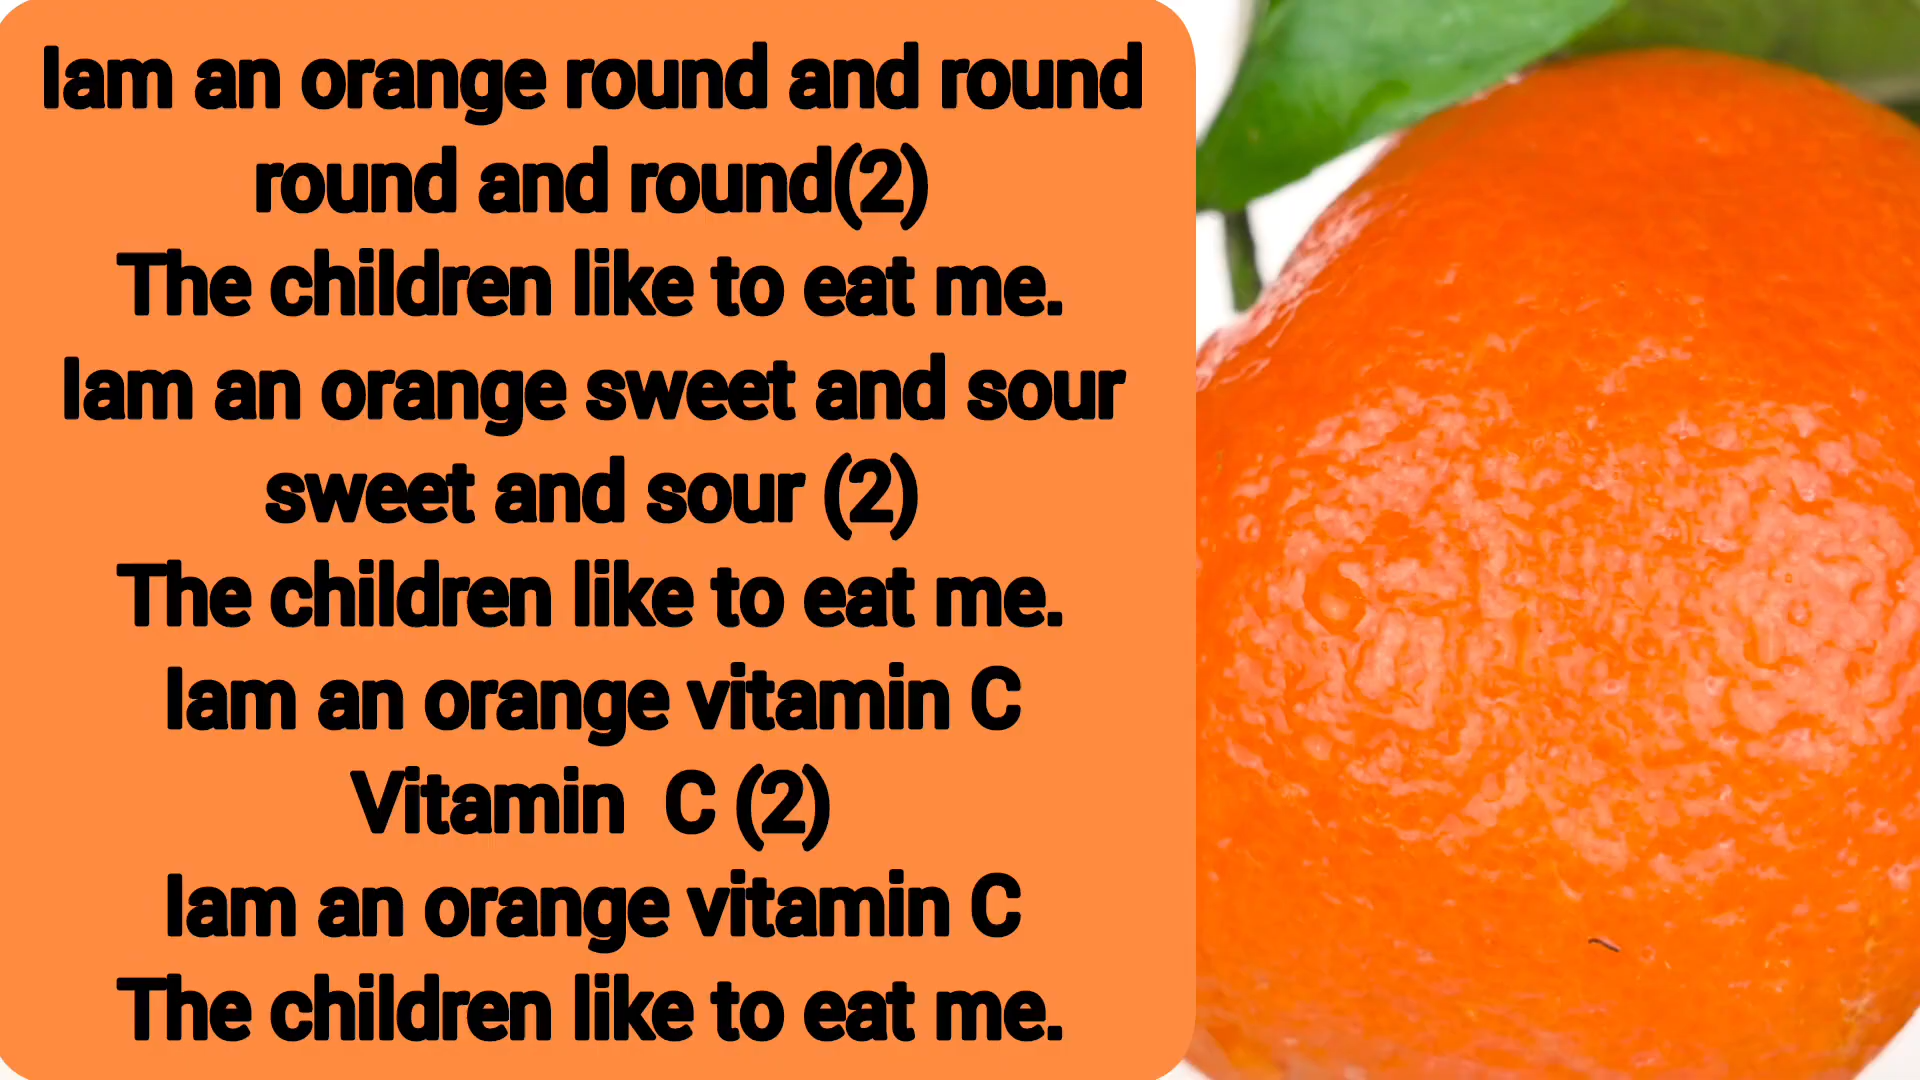 Iam an orange round and round
round and round(2)
The children like to eat me.
Iam an orange sweet and sour
sweet and sour (2)
The children like to eat me.
Iam an orange vitamin C
Vitamin  C (2)
Iam an orange vitamin C
The children like to eat me.